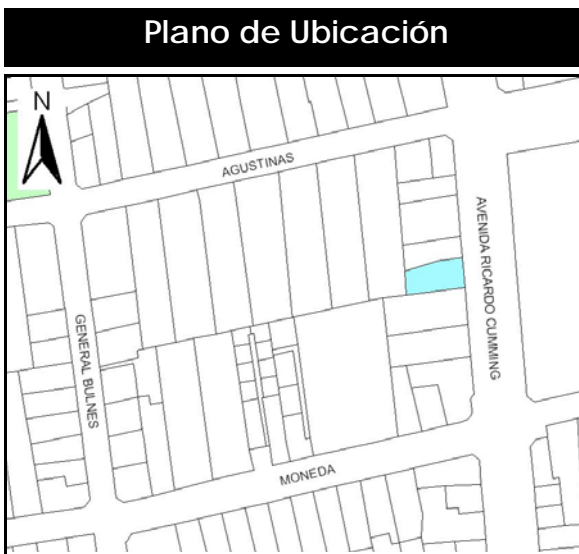 Plano de Ubicación
N
AGUSTINAS
AVENIDA RICARDO CUMMING
GENERAL BULNES
MONEDA